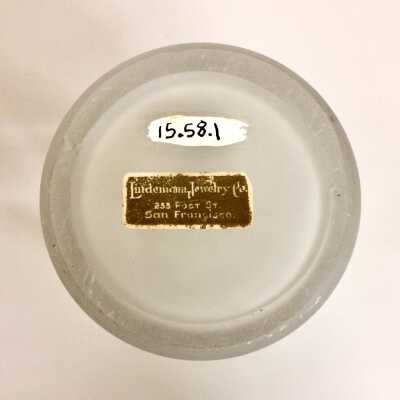 15.58.1
Lindemann Jewelry Co.
233 Post St.
San Francisco.